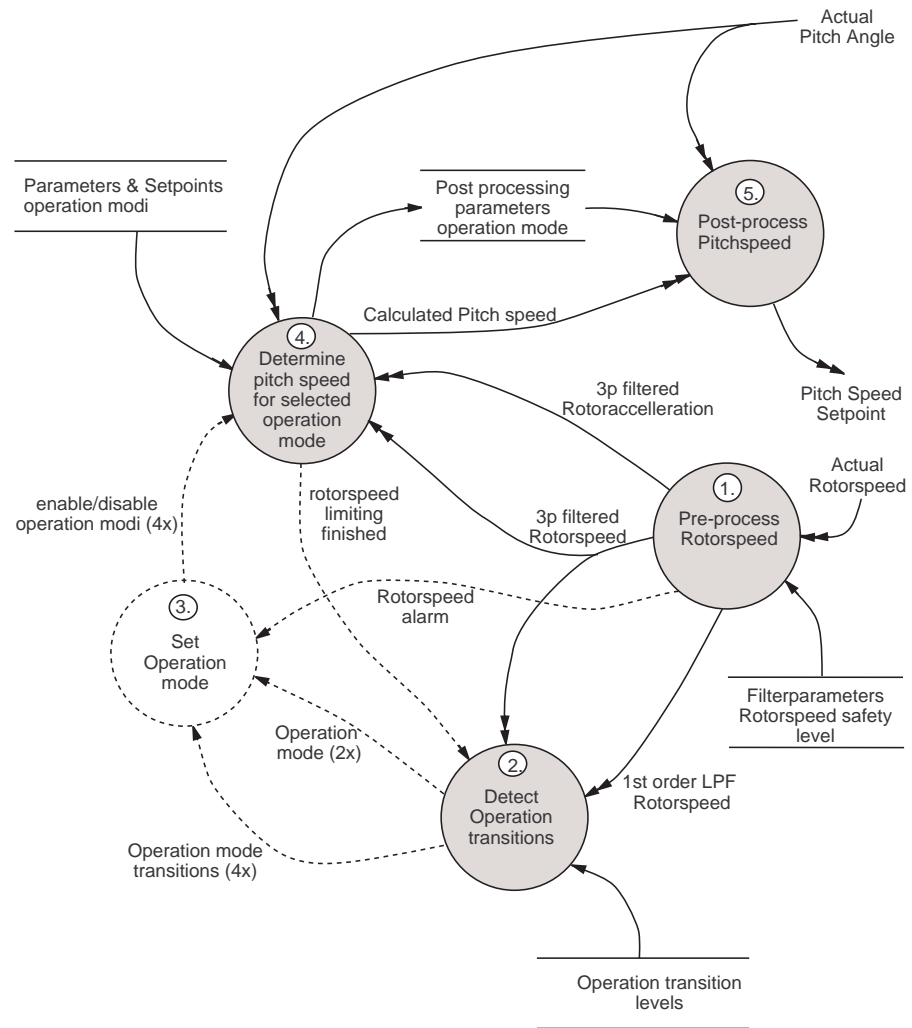 Actual
Pitch Angle
Parameters & Setpoints
operation modi
Post processing
parameters
operation mode
5.
Post-process
Pitchspeed
Calculated Pitch speed
4.
Determine
pitch speed
for selected
operation
mode
3p filtered
Rotoraccelleration
Pitch Speed
Setpoint
Actual
Rotorspeed
1.
Pre-process
Rotorspeed
enable/disable
operation modi (4x)
rotorspeed
limiting
finished
3p filtered
Rotorspeed
Rotorspeed
alarm
3.
Set
Operation
mode
Filterparameters
Rotorspeed safety
level
Operation
mode (2x)
2.
Detect
Operation
transitions
1st order LPF
Rotorspeed
Operation mode
transitions (4x)
Operation transition
levels